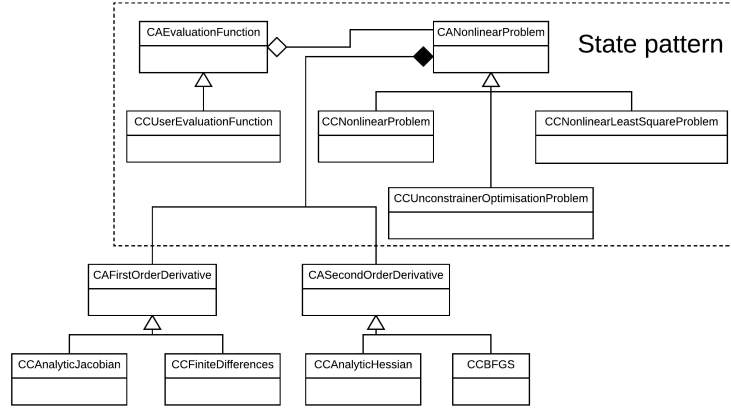 CAEvaluationFunction
CANonlinearProblem
State pattern
CCUserEvaluationFunction
CCNonlinearProblem
CCNonlinearLeastSquareProblem
CCUnconstrainerOptimisationProblem
CAFirstOrderDerivative
CASecondOrderDerivative
CCAnalyticJacobian
CCFiniteDifferences
CCAnalyticHessian
CCBFGS